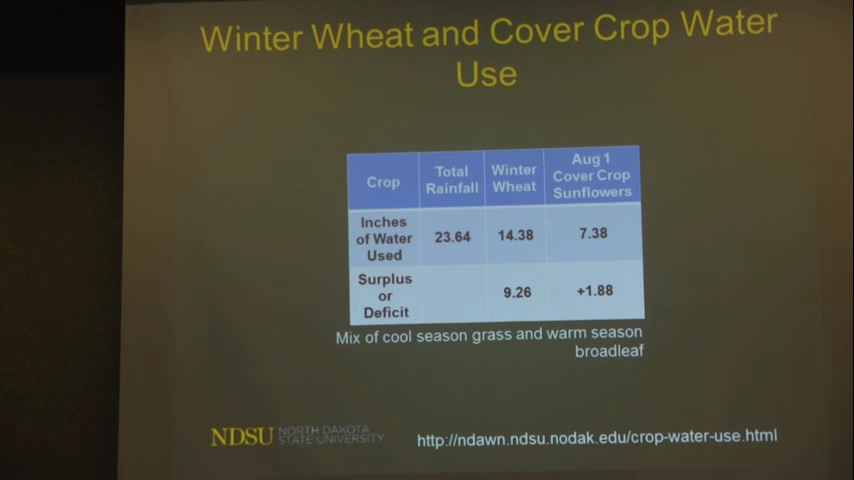 Winter Wheat and Cover Crop Water
Use
Crop
Total
Rainfall
Winter
Wheat
Aug 1
Cover Crop
Sunflowers
Inches
of Water
Used
23.64
14.38
7.38
Surplus
or
Deficit
9.26
+1.88
Mix of cool season grass and warm season
broadleaf
NDSU
NORTH DAKOTA
STATE UNIVERSITY
http://ndawn.ndsu.nodak.edu/crop-water-use.html